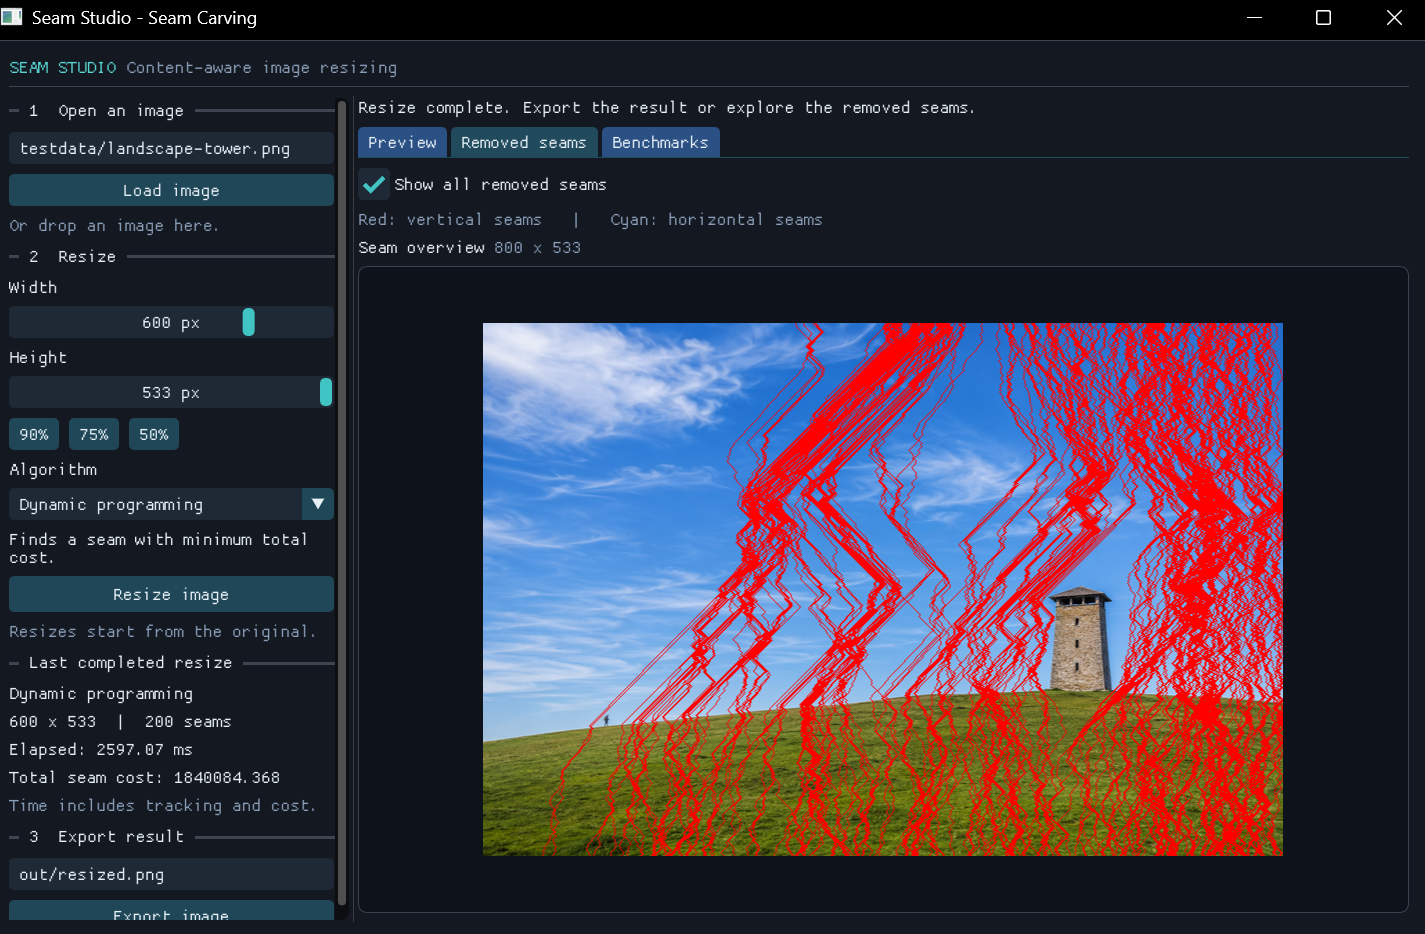 Seam Studio - Seam Carving
SEAM STUDIO Content-aware image resizing
1 Open an image
testdata/landscape-tower.png
Load image
Or drop an image here.
2 Resize
Width
600 px
Height
533 px
90% 75% 50%
Algorithm
Dynamic programming
Finds a seam with minimum total
cost.
Resize image
Resizes start from the original.
Last completed resize
Dynamic programming
600 x 533 | 200 seams
Elapsed: 2597.07 ms
Total seam cost: 1840084.368
Time includes tracking and cost.
3 Export result
out/resized.png
Export image
Resize complete. Export the result or explore the removed seams.
Preview Removed seams Benchmarks
Show all removed seams
Red: vertical seams | Cyan: horizontal seams
Seam overview 800 x 533